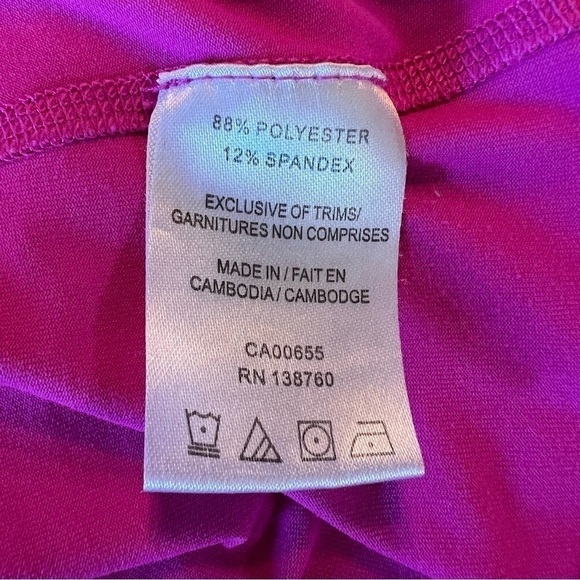 88% POLYESTER
12% SPANDEX
EXCLUSIVE OF TRIMS/
GARNITURES NON COMPRISES
MADE IN / FAIT EN
CAMBODIA / CAMBODGE
CA00655
RN 138760